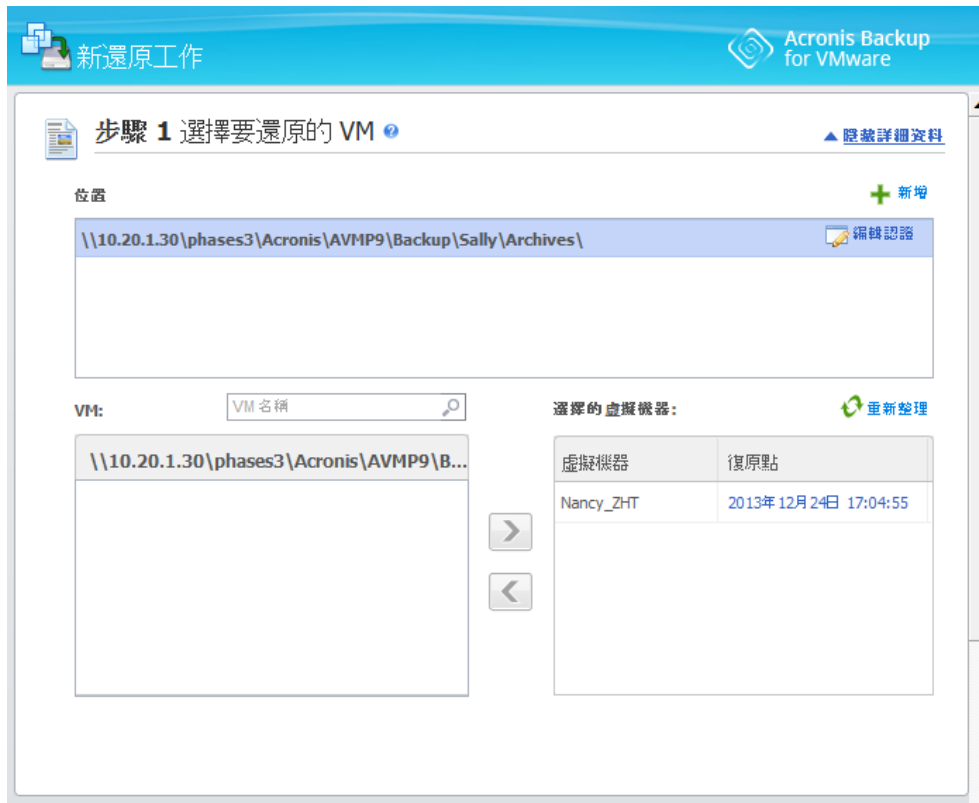 新還原工作
Acronis Backup
for VMware
步驟 1 選擇要還原的 VM
隱藏詳細資料
位置
新增
\\10.20.1.30\phases3\Acronis\AVMP9\Backup\Sally\Archives\
編輯認證
VM:
VM 名稱
選擇的虛擬機器:
重新整理
\\10.20.1.30\phases3\Acronis\AVMP9\B...
虛擬機器
復原點
Nancy_ZHT
2013年12月24日 17:04:55